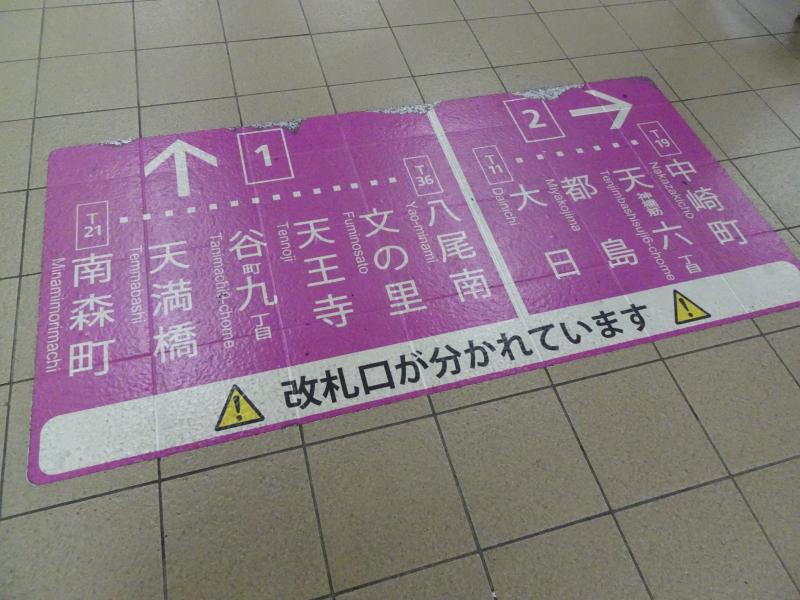 1
T21
南森町
Minamimorimachi
天満橋
Temmabashi
谷町九丁目
Tanimachi9-chome
天王寺
Tennoji
文の里
Fuminosato
T36
八尾南
Yao-minami
2
T11
大日
Dainichi
都島
Miyakojima
天神橋筋六丁目
Tenjimbashisuji6-chome
T19
中崎町
Nakazakicho
改札口が分かれています